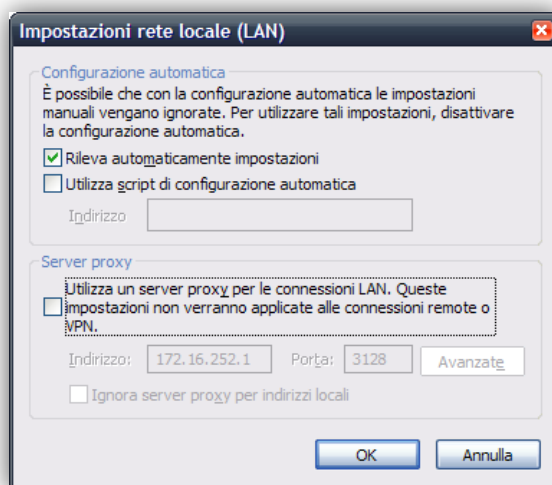 Impostazioni rete locale (LAN)
Configurazione automatica
È possibile che con la configurazione automatica le impostazioni
manuali vengano ignorate. Per utilizzare tali impostazioni, disattivare
la configurazione automatica.
Rileva automaticamente impostazioni
Utilizza script di configurazione automatica
Indirizzo
Server proxy
Utilizza un server proxy per le connessioni LAN. Queste
impostazioni non verranno applicate alle connessioni remote o
VPN.
Indirizzo: 172.16.252.1 Porta: 3128 Avanzate
Ignora server proxy per indirizzi locali
OK Annulla